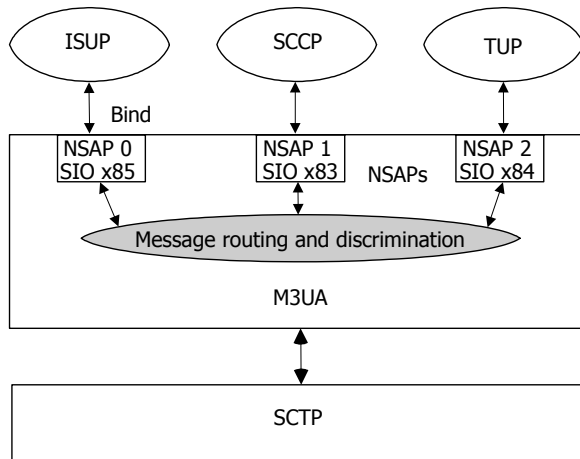 ISUP
SCCP
TUP
Bind
NSAP 0
SIO x85
NSAP 1
SIO x83
NSAPs
NSAP 2
SIO x84
Message routing and discrimination
M3UA
SCTP